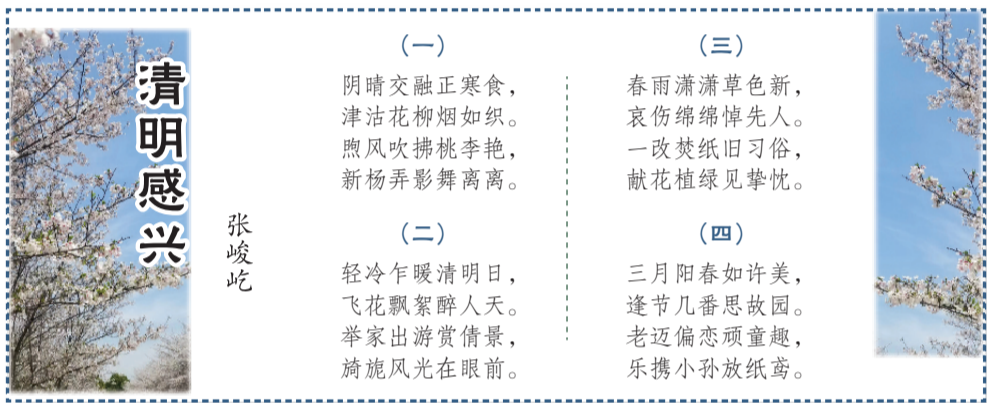 清明感兴
张峻屹
（一）
阴晴交融正寒食，
津沽花柳烟如织。
煦风吹拂桃李艳，
新杨弄影舞离离。
（二）
轻冷乍暖清明日，
飞花飘絮醉人天。
举家出游赏倩景，
旖旎风光在眼前。
（三）
春雨潇潇草色新，
哀伤绵绵悼先人。
一改焚纸旧习俗，
献花植绿见挚忱。
（四）
三月阳春如许美，
逢节几番思故园。
老迈偏恋顽童趣，
乐携小孙放纸鸢。